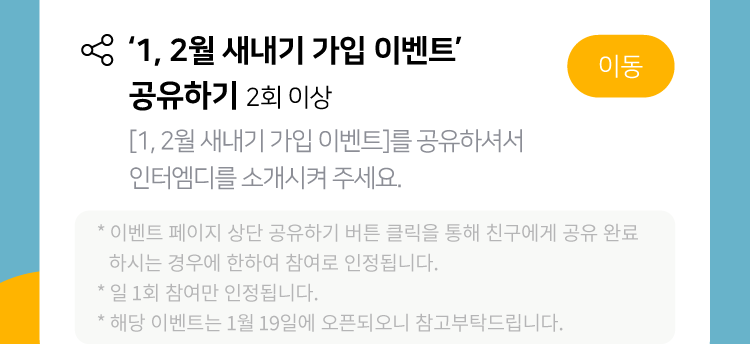 ‘1, 2월 새내기 가입 이벤트’
공유하기 2회 이상
이동
[1, 2월 새내기 가입 이벤트]를 공유하셔서
인터엠디를 소개시켜 주세요.
* 이벤트 페이지 상단 공유하기 버튼 클릭을 통해 친구에게 공유 완료
하시는 경우에 한하여 참여로 인정됩니다.
* 일 1회 참여만 인정됩니다.
* 해당 이벤트는 1월 19일에 오픈되오니 참고부탁드립니다.